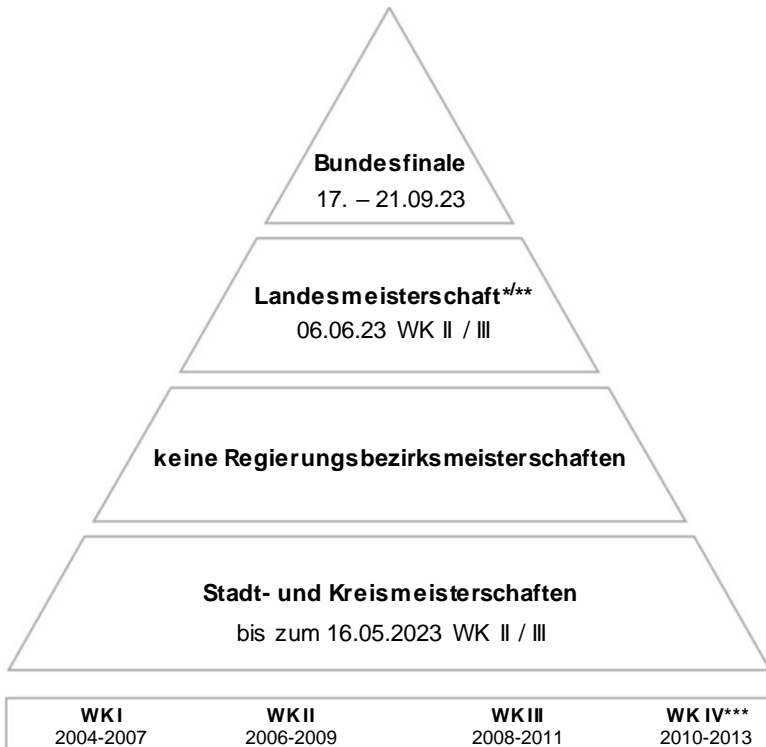 Bundesfinale
17. – 21.09.23
Landesmeisterschaft*/**
06.06.23 WK II / III
keine Regierungsbezirksmeisterschaften
Stadt- und Kreismeisterschaften
bis zum 16.05.2023 WK II / III
WK I WK II WK III WK IV***
2004-2007 2006-2009 2008-2011 2010-2013